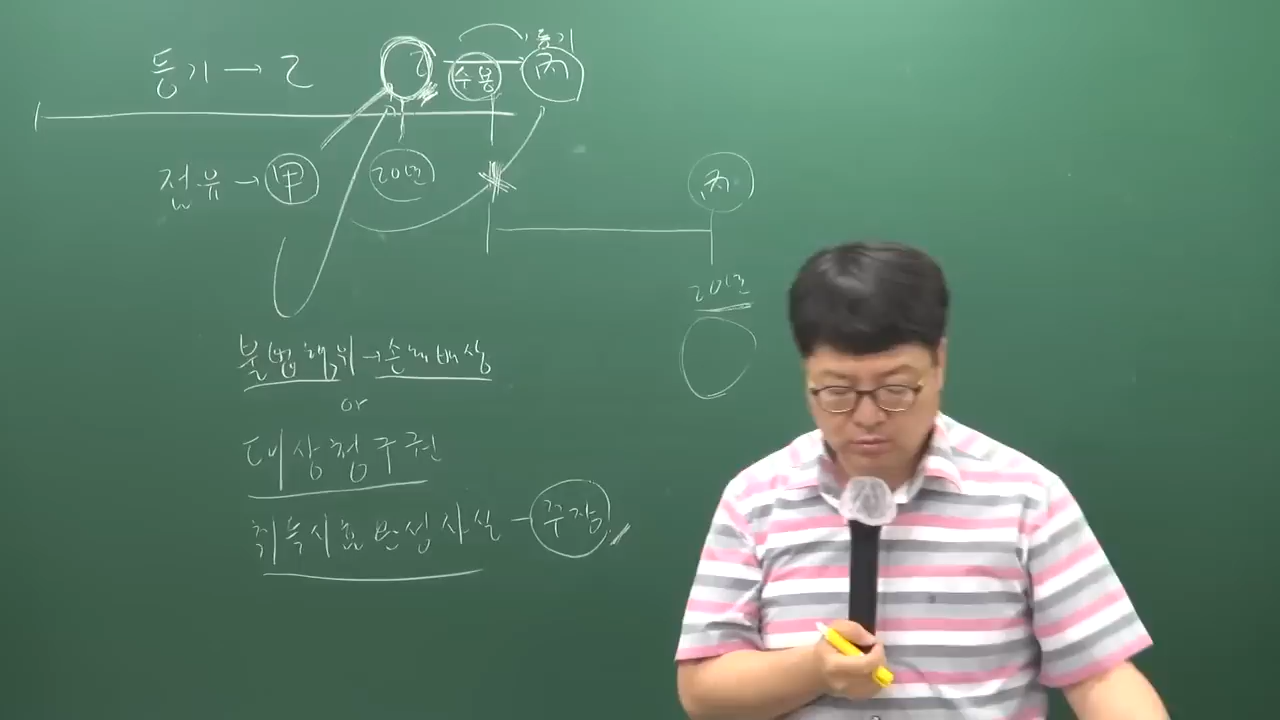 등기
등기 → 乙 乙 수용 丙
점유 → 甲 20년 丙
20년
불법행위 → 손해배상
or
대상청구권
취득시효완성사실 - 주장